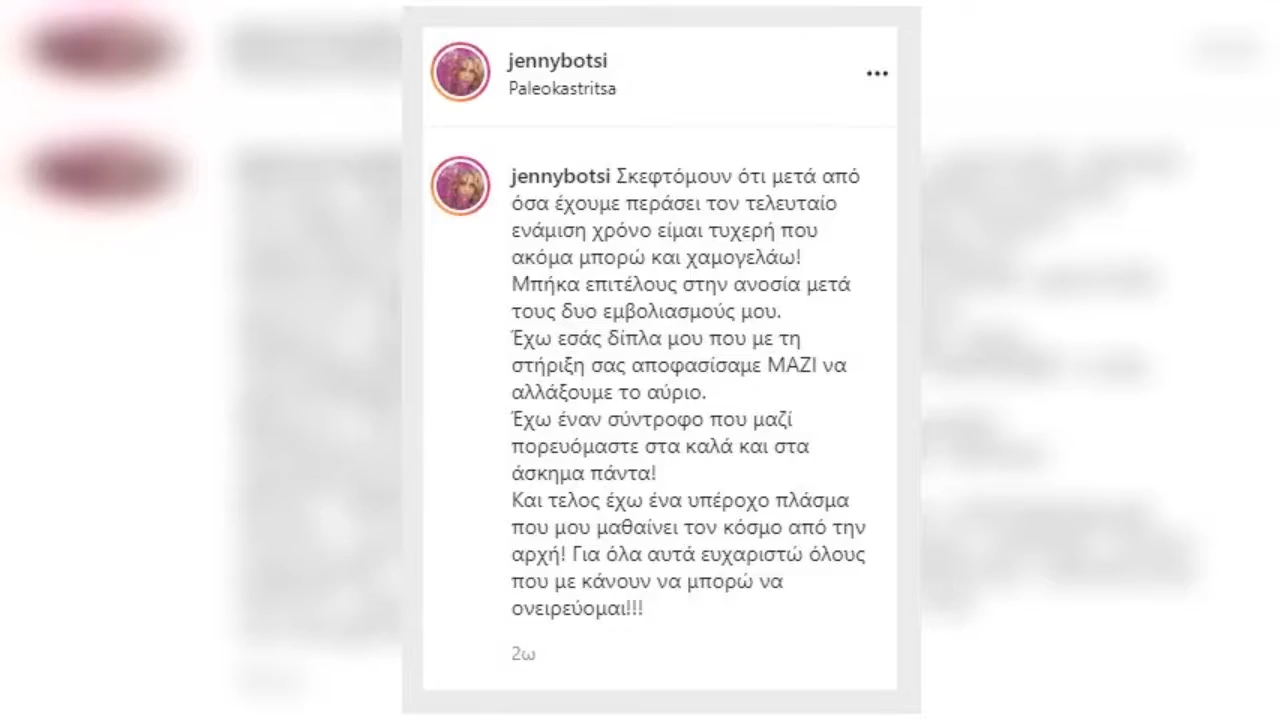 jennybotsi
Paleokastritsa
jennybotsi Σκεφτόμουν ότι μετά από
όσα έχουμε περάσει τον τελευταίο
ενάμιση χρόνο είμαι τυχερή που
ακόμα μπορώ και χαμογελάω!
Μπήκα επιτέλους στην ανοσία μετά
τους δυο εμβολιασμούς μου.
Έχω εσάς δίπλα μου που με τη
στήριξη σας αποφασίσαμε ΜΑΖΙ να
αλλάξουμε το αύριο.
Έχω έναν σύντροφο που μαζί
πορευόμαστε στα καλά και στα
άσκημα πάντα!
Και τελος έχω ένα υπέροχο πλάσμα
που μου μαθαίνει τον κόσμο από την
αρχή! Για όλα αυτά ευχαριστώ όλους
που με κάνουν να μπορώ να
ονειρεύομαι!!!
2ω